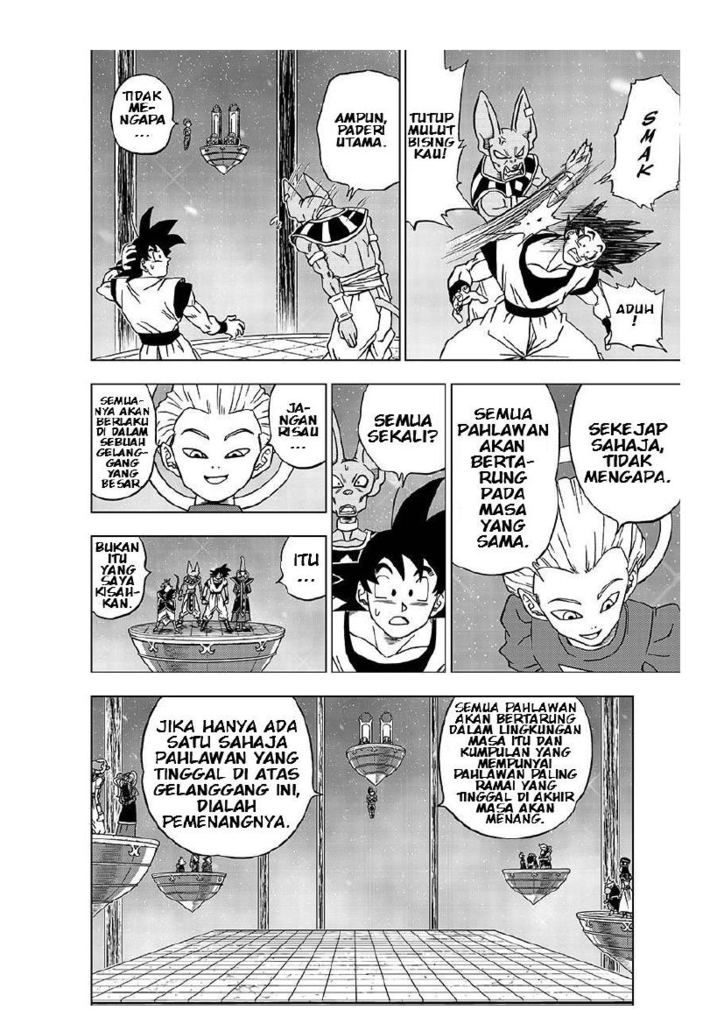 SMAK
TUTUP
MULUT
BISING
KAU!
ADUH
!
AMPUN,
PADERI
UTAMA.
TIDAK
ME-
NGAPA
...
SEKEJAP
SAHAJA,
TIDAK
MENGAPA.
SEMUA
PAHLAWAN
AKAN
BERTA-
RUNG
PADA
MASA
YANG
SAMA.
SEMUA
SEKALI?
JA-
NGAN
RISAU
...
SEMUA-
NYA AKAN
BERLAKU
DI DALAM
SEBUAH
GELANG-
GANG
YANG
BESAR.
ITU
...
BUKAN
ITU
YANG
SAYA
KISAH-
KAN.
SEMUA PAHLAWAN
AKAN BERTARUNG
DALAM LINGKUNGAN
MASA ITU DAN
KUMPULAN YANG
MEMPUNYAI
PAHLAWAN PALING
RAMAI YANG
TINGGAL DI AKHIR
MASA AKAN
MENANG.
JIKA HANYA ADA
SATU SAHAJA
PAHLAWAN YANG
TINGGAL DI ATAS
GELANGGANG INI,
DIALAH
PEMENANGNYA.